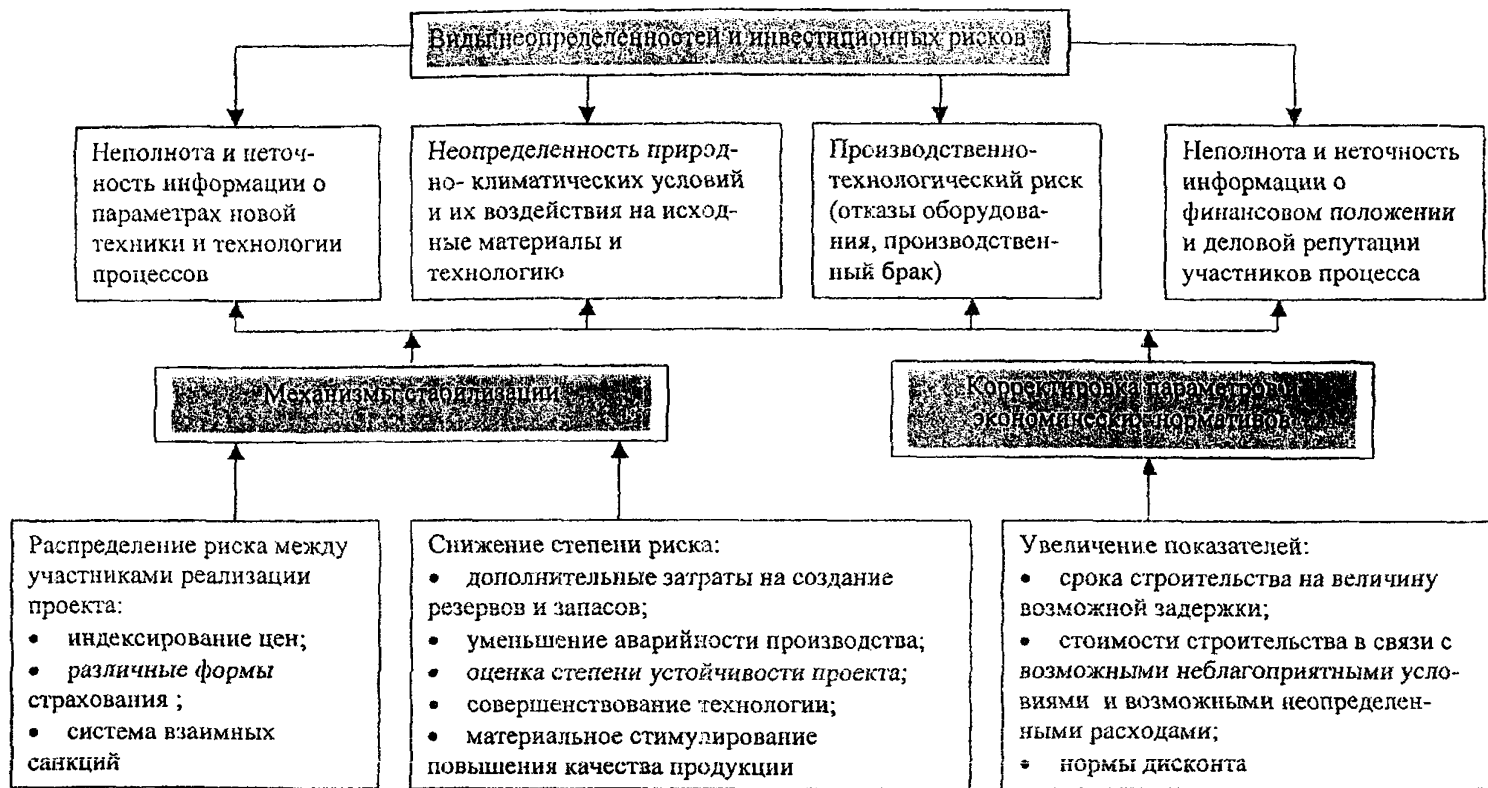 Виды неопределенностей и инвестиционных рисков
Неполнота и неточ-
ность информации о
параметрах новой
техники и технологии
процессов
Неопределенность природ-
но- климатических условий
и их воздействия на исход-
ные материалы и
технологию
Производственно-
технологический риск
(отказы оборудова-
ния, производствен-
ный брак)
Неполнота и неточность
информации о
финансовом положении
и деловой репутации
участников процесса
Механизмы стабилизации
Корректировка параметров и
экономических нормативов
Распределение риска между
участниками реализации
проекта:
• индексирование цен;
• различные формы
страхования ;
• система взаимных
санкций
Снижение степени риска:
• дополнительные затраты на создание
резервов и запасов;
• уменьшение аварийности производства;
• оценка степени устойчивости проекта;
• совершенствование технологии;
• материальное стимулирование
повышения качества продукции
Увеличение показателей:
• срока строительства на величину
возможной задержки;
• стоимости строительства в связи с
возможными неблагоприятными усло-
виями и возможными неопределен-
ными расходами;
• нормы дисконта